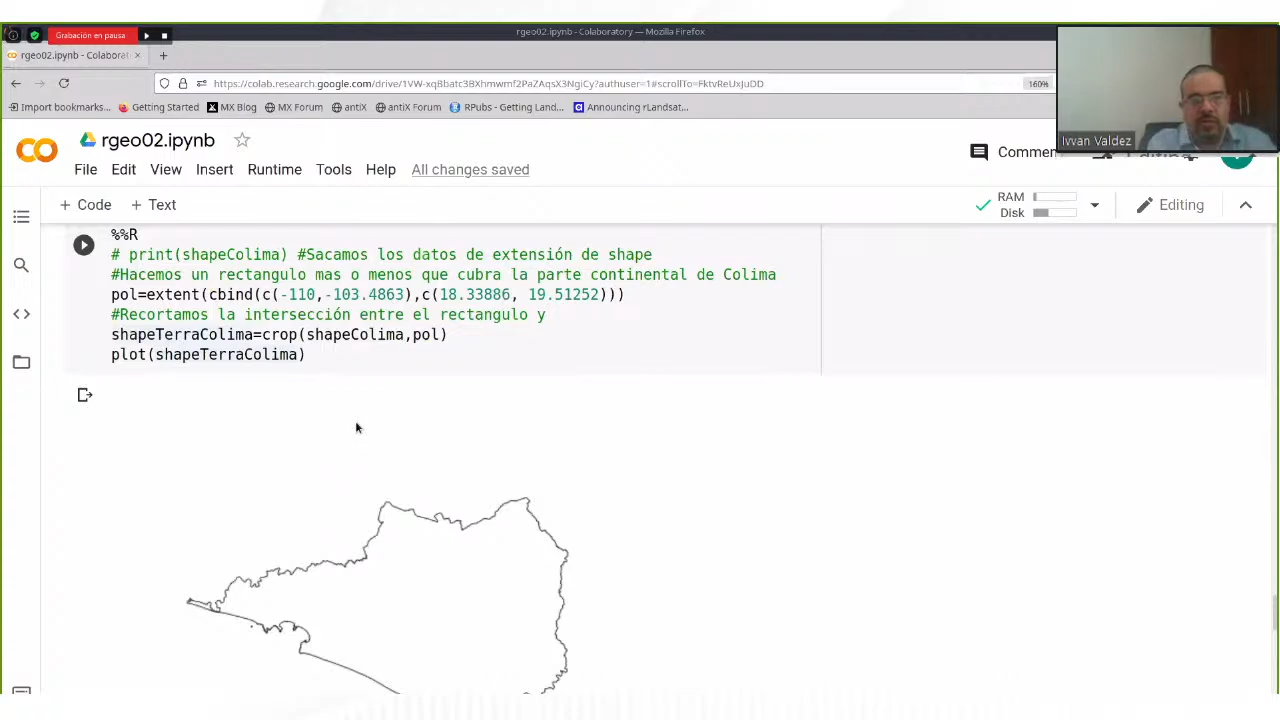 Grabación en pausa
rgeo02.ipynb - Colaboratory — Mozilla Firefox
rgeo02.ipynb - Colaborat
https://colab.research.google.com/drive/1VW-xqBbatc3BXhmwmf2PaZAqsX3NgiCy?authuser=1#scrollTo=FktvReUxJuDD
160%
Import bookmarks...
Getting Started
MX Blog
MX Forum
antiX
antiX Forum
RPubs - Getting Land...
Announcing rLandsat...
Ivvan Valdez
rgeo02.ipynb
Commen
File Edit View Insert Runtime Tools Help All changes saved
+ Code + Text
RAM
Disk
Editing
%%R
# print(shapeColima) #Sacamos los datos de extensión de shape
#Hacemos un rectangulo mas o menos que cubra la parte continental de Colima
pol=extent(cbind(c(-110,-103.4863),c(18.33886, 19.51252)))
#Recortamos la intersección entre el rectangulo y
shapeTerraColima=crop(shapeColima,pol)
plot(shapeTerraColima)